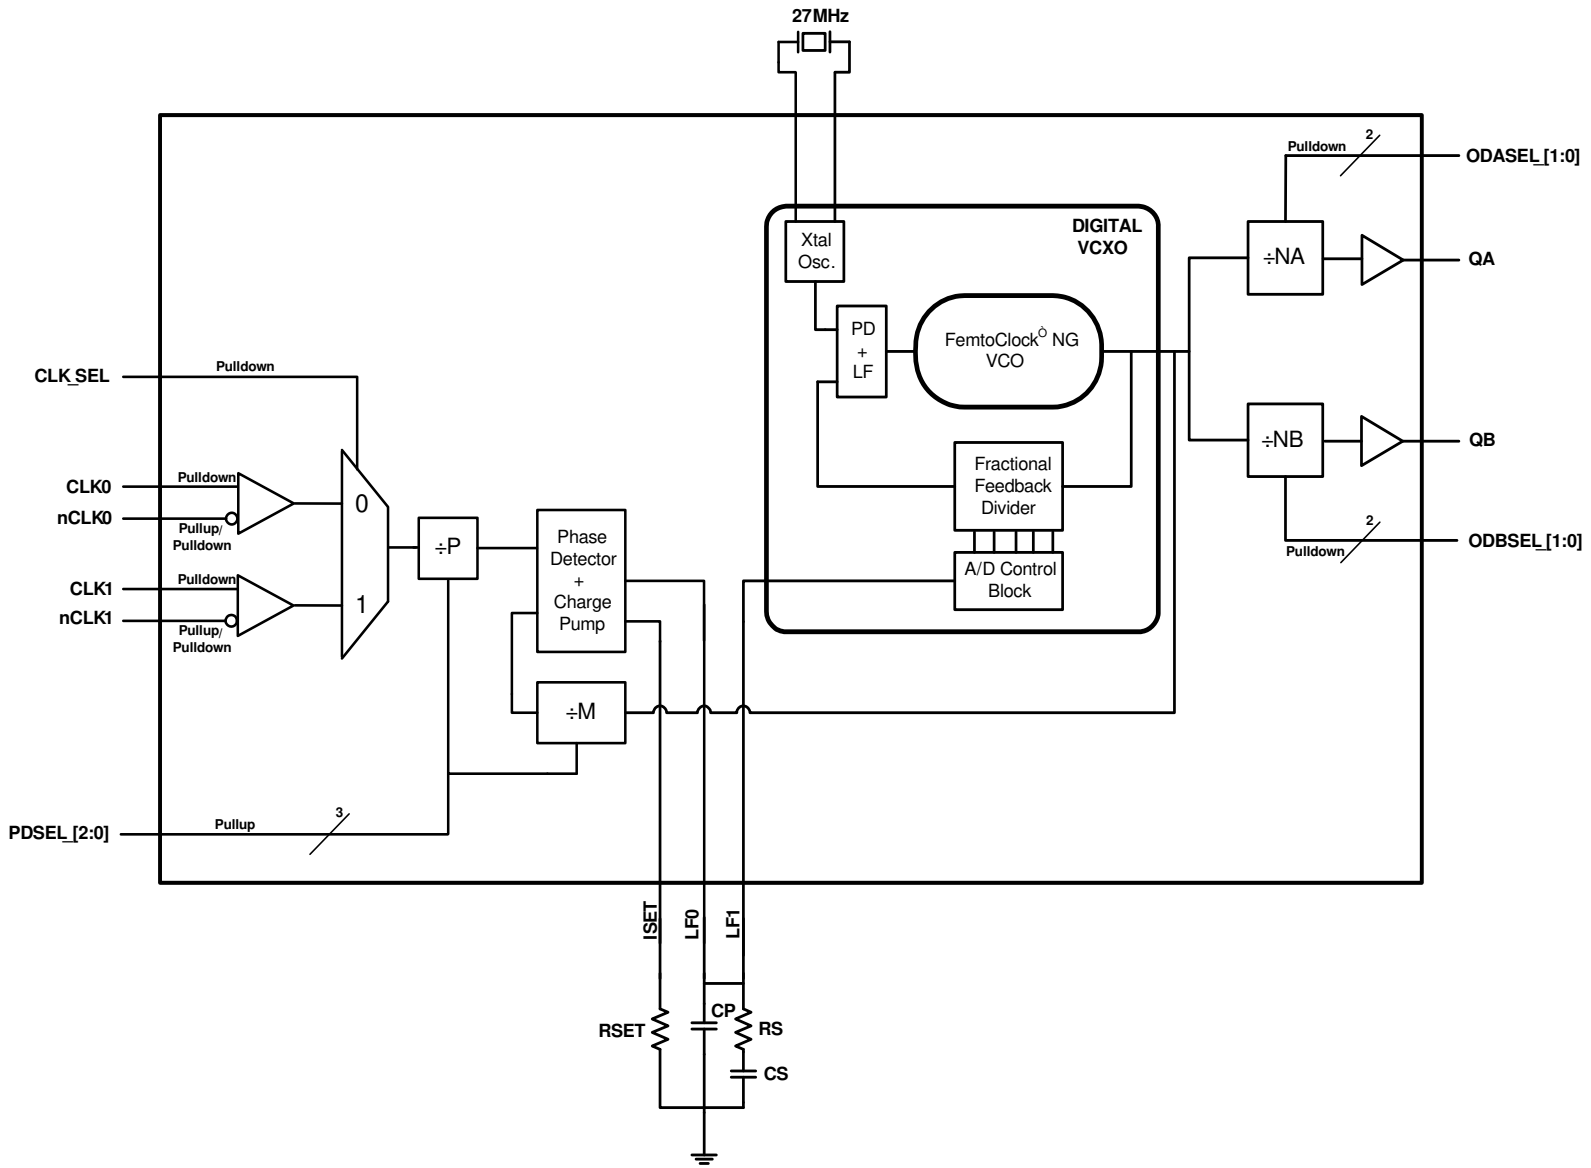 27MHz
2
Pulldown
ODASEL_[1:0]
DIGITAL
VCXO
Xtal
Osc.
÷NA
QA
PD
+
LF
FemtoClockÒ NG
VCO
CLK_SEL
Pulldown
÷NB
QB
Fractional
Feedback
Divider
CLK0
Pulldown
0
nCLK0
Pullup/
Pulldown
2
Pulldown
ODBSEL_[1:0]
÷P
Phase
Detector
+
Charge
Pump
A/D Control
Block
CLK1
Pulldown
1
nCLK1
Pullup/
Pulldown
÷M
PDSEL_[2:0]
Pullup
3
ISET
LF0
LF1
RSET
CP
RS
CS